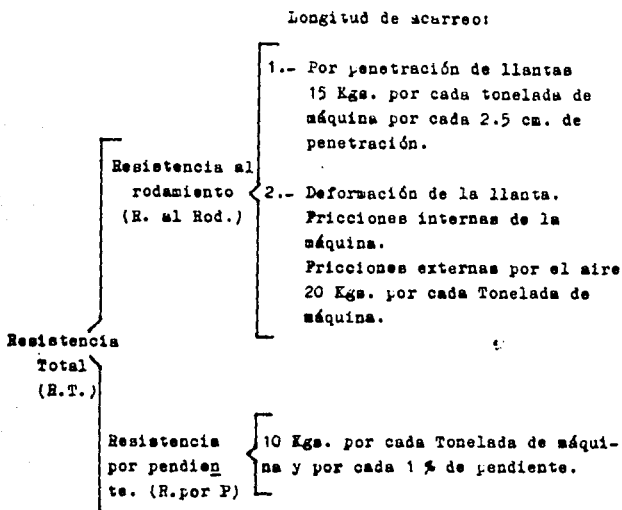 Longitud de acarreo:
1.- Por penetración de llantas
15 Kgs. por cada tonelada de
máquina por cada 2.5 cm. de
penetración.
Resistencia al
rodamiento
(R. al Rod.)
2.- Deformación de la llanta.
Fricciones internas de la
máquina.
Fricciones externas por el aire
20 Kgs. por cada Tonelada de
máquina.
Resistencia
Total
(R.T.)
Resistencia
por pendien
te. (R.por P)
10 Kgs. por cada Tonelada de máqui-
na y por cada 1 % de pendiente.